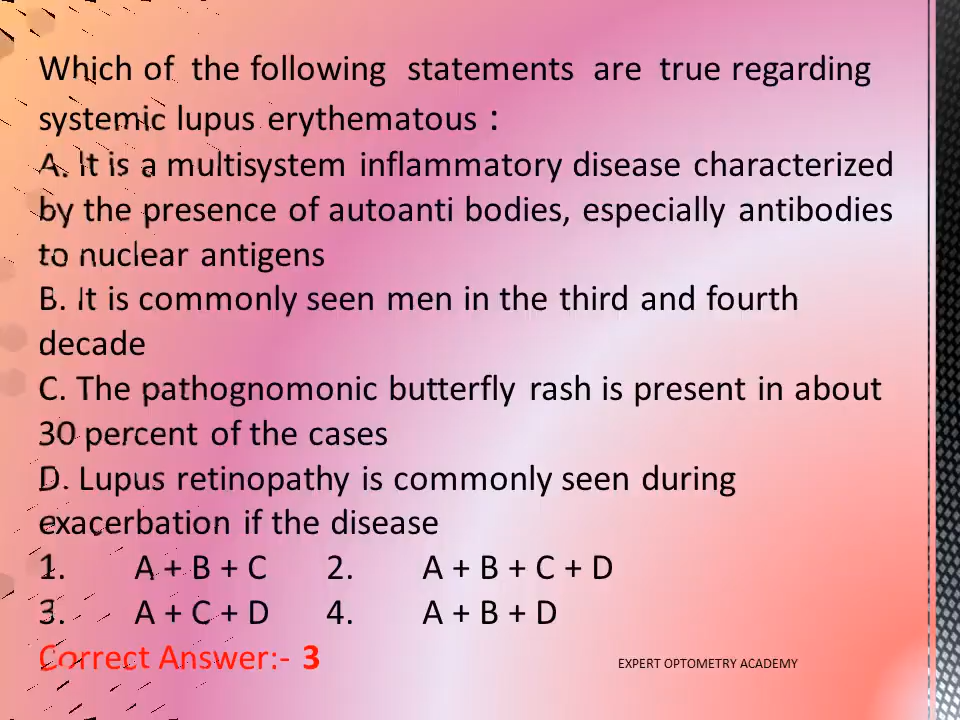 Which of the following statements are true regarding
systemic lupus erythematous :
A. It is a multisystem inflammatory disease characterized
by the presence of autoanti bodies, especially antibodies
to nuclear antigens
B. It is commonly seen men in the third and fourth
decade
C. The pathognomonic butterfly rash is present in about
30 percent of the cases
D. Lupus retinopathy is commonly seen during
exacerbation if the disease
1. A + B + C 2. A + B + C + D
3. A + C + D 4. A + B + D
Correct Answer:- 3
EXPERT OPTOMETRY ACADEMY